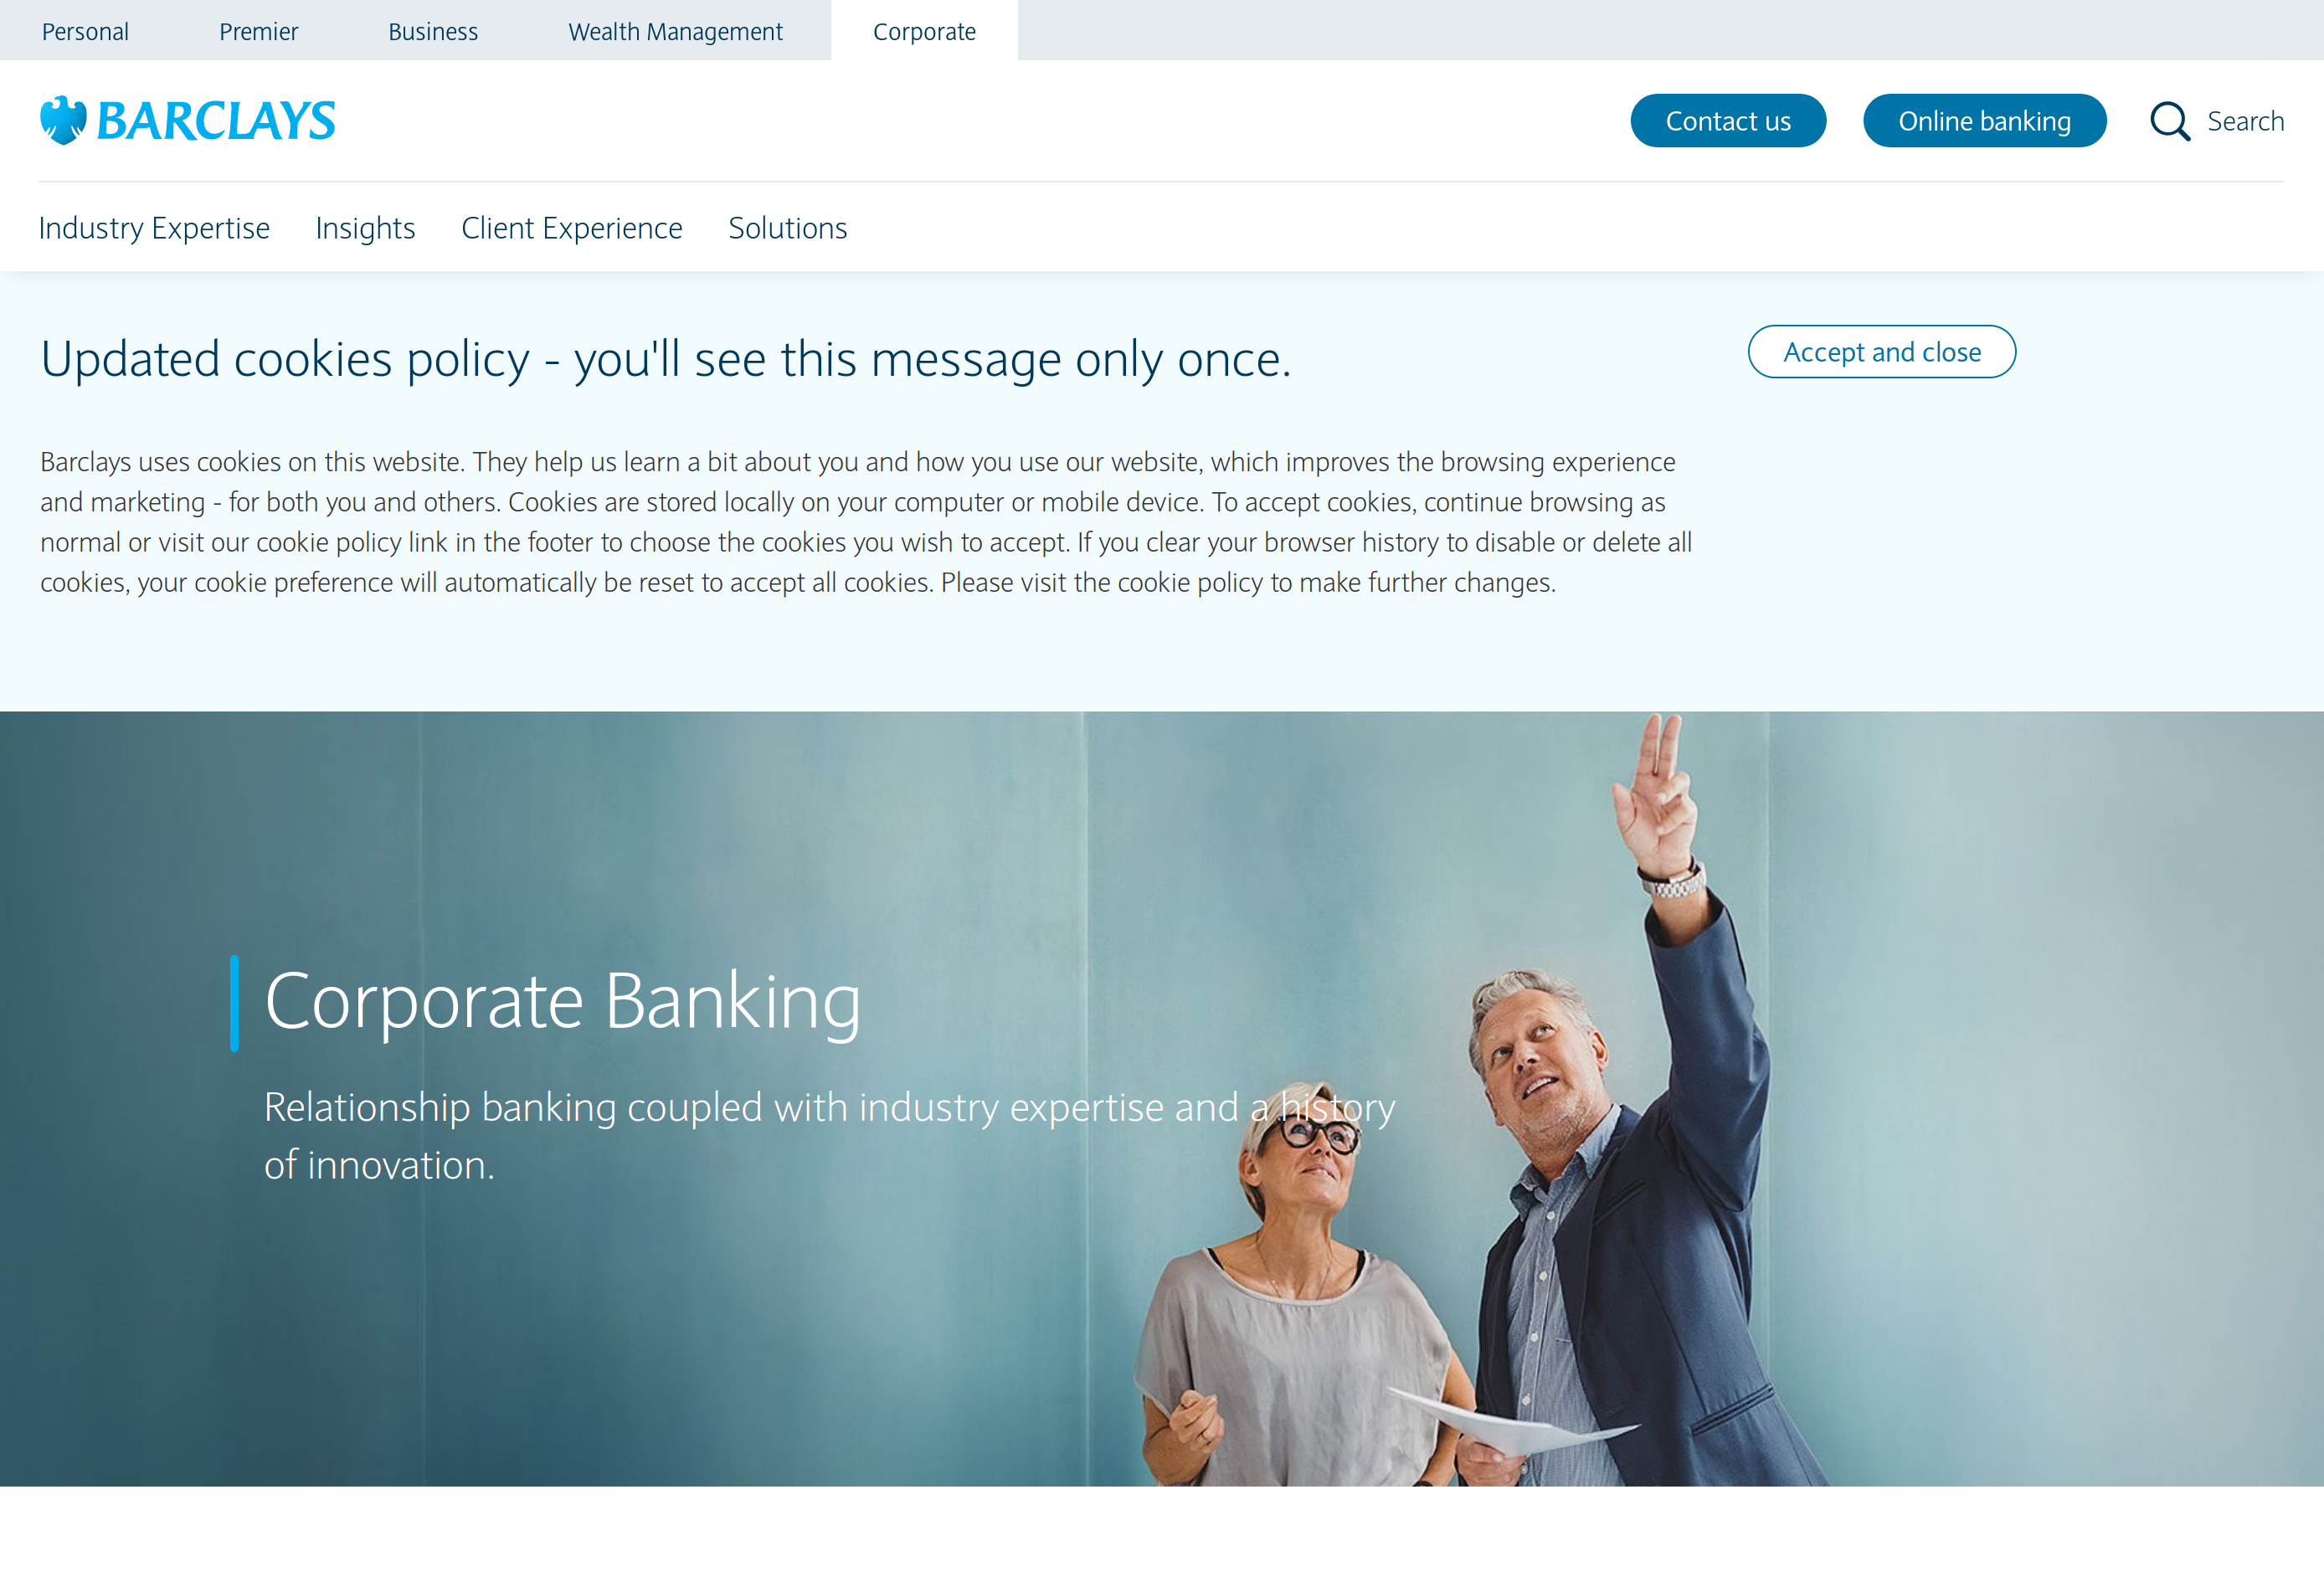 Personal Premier Business Wealth Management Corporate
BARCLAYS
Contact us Online banking Search
Industry Expertise Insights Client Experience Solutions
Updated cookies policy - you'll see this message only once.
Accept and close
Barclays uses cookies on this website. They help us learn a bit about you and how you use our website, which improves the browsing experience
and marketing - for both you and others. Cookies are stored locally on your computer or mobile device. To accept cookies, continue browsing as
normal or visit our cookie policy link in the footer to choose the cookies you wish to accept. If you clear your browser history to disable or delete all
cookies, your cookie preference will automatically be reset to accept all cookies. Please visit the cookie policy to make further changes.
Corporate Banking
Relationship banking coupled with industry expertise and a history
of innovation.